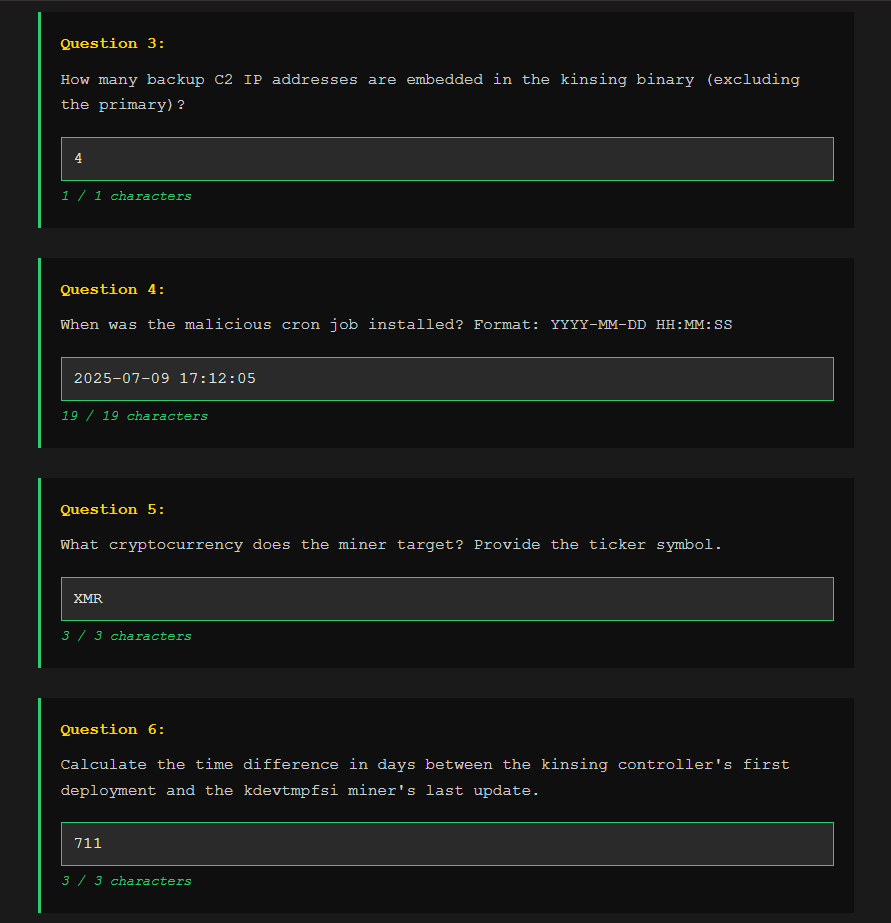 Question 3:
How many backup C2 IP addresses are embedded in the kinsing binary (excluding
the primary)?
4
1 / 1 characters
Question 4:
When was the malicious cron job installed? Format: YYYY-MM-DD HH:MM:SS
2025-07-09 17:12:05
19 / 19 characters
Question 5:
What cryptocurrency does the miner target? Provide the ticker symbol.
XMR
3 / 3 characters
Question 6:
Calculate the time difference in days between the kinsing controller's first
deployment and the kdevtmpfsi miner's last update.
711
3 / 3 characters